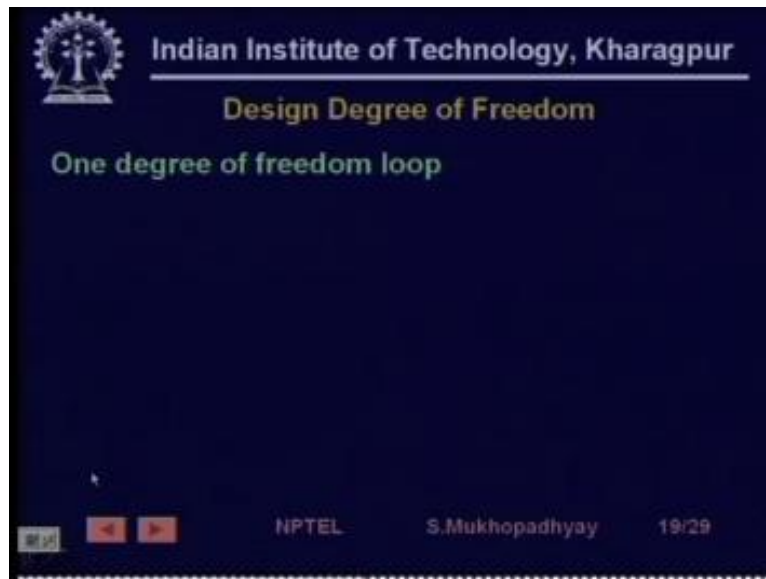 Indian Institute of Technology, Kharagpur
Design Degree of Freedom
One degree of freedom loop
NPTEL S.Mukhopadhyay 19/29